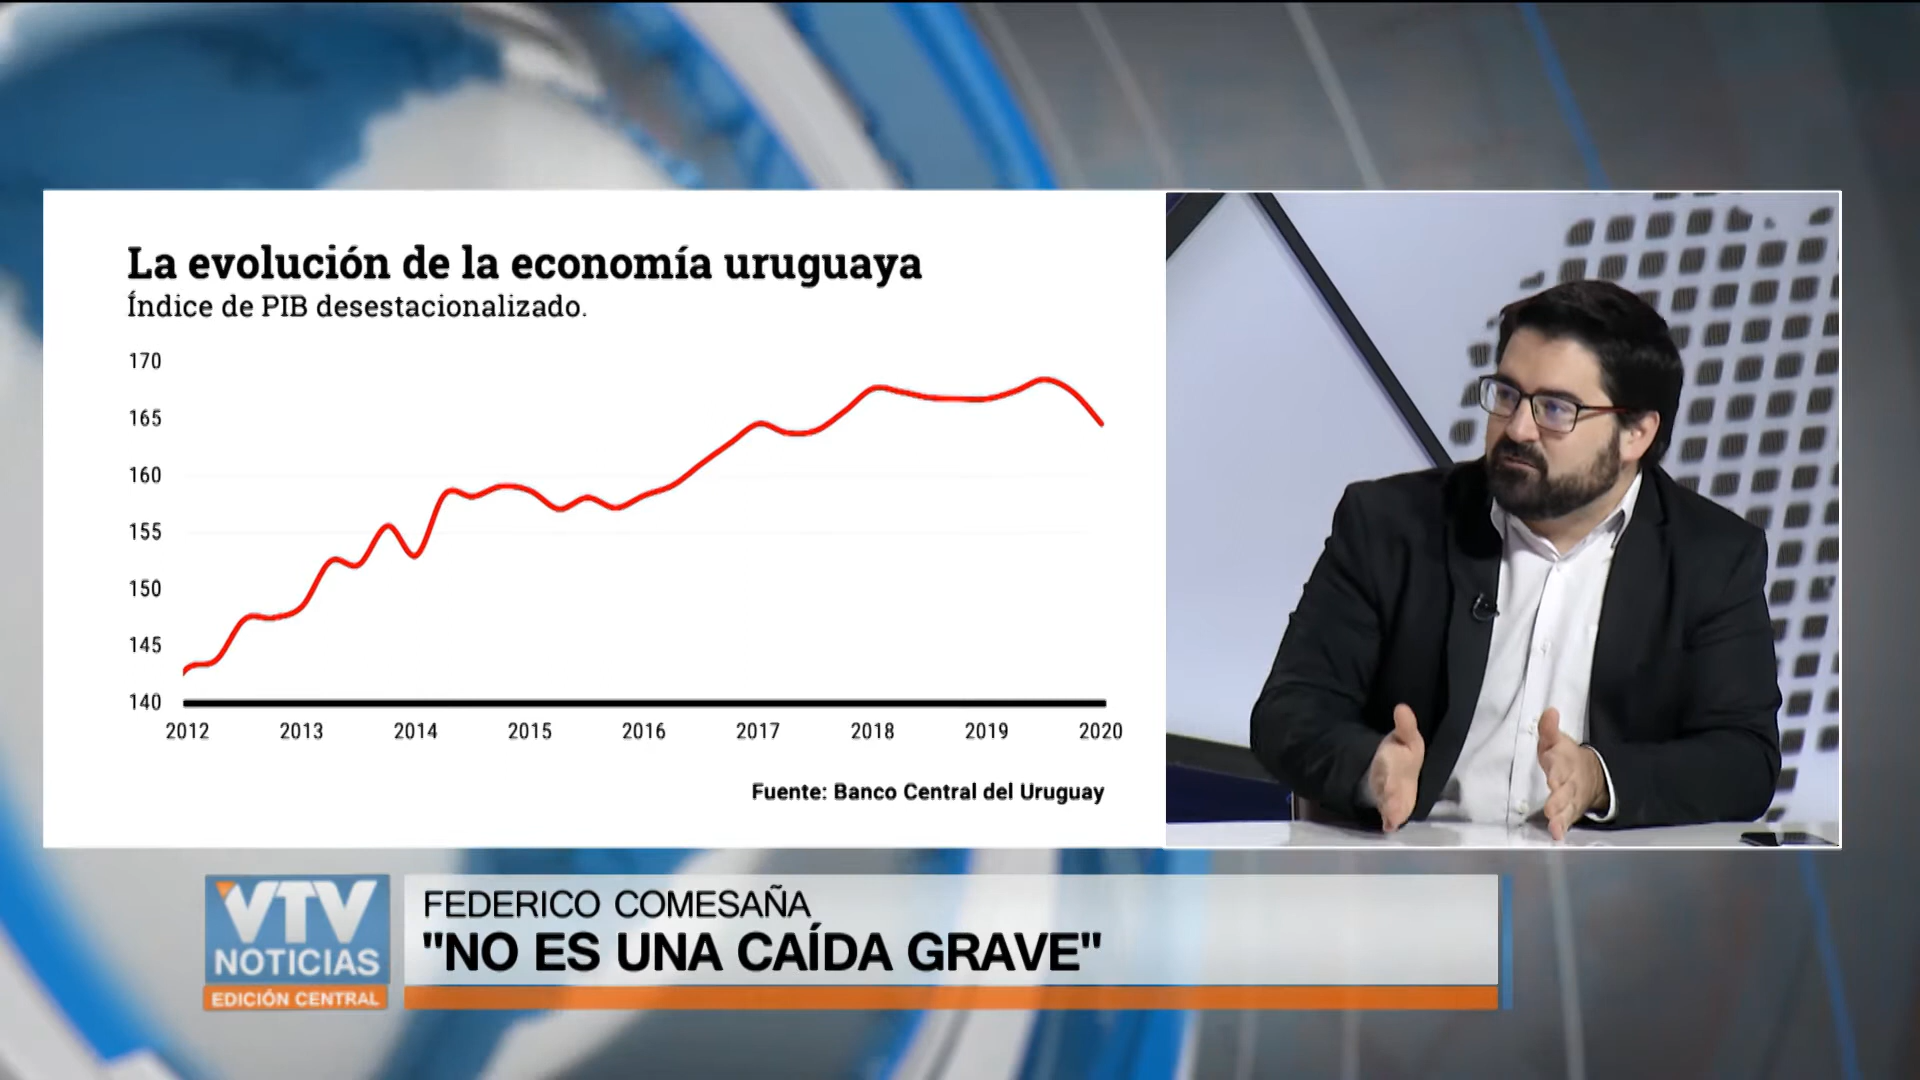 La evolución de la economía uruguaya
Índice de PIB desestacionalizado.
170
165
160
155
150
145
140
2012 2013 2014 2015 2016 2017 2018 2019 2020
Fuente: Banco Central del Uruguay
VTV
NOTICIAS
EDICIÓN CENTRAL
FEDERICO COMESAÑA
"NO ES UNA CAÍDA GRAVE"